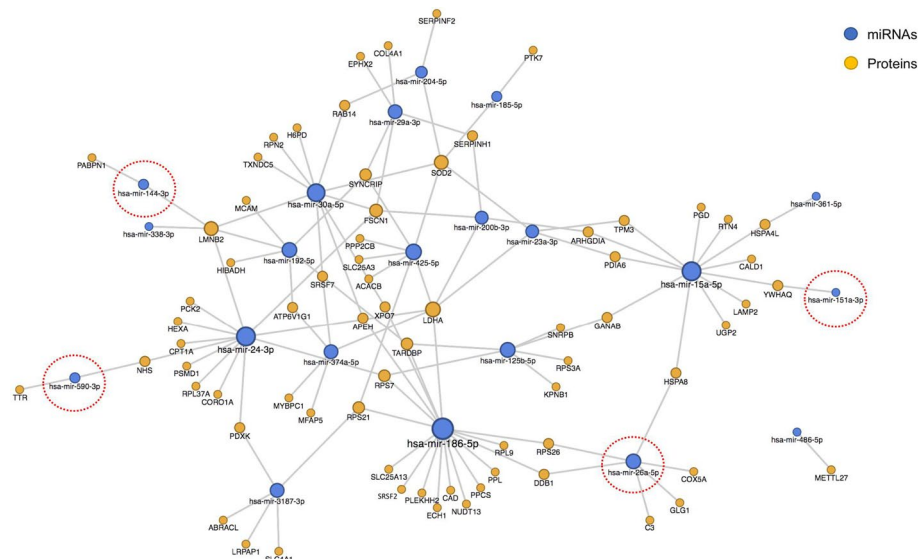 SERPINF2
miRNAs
COL4A1
Proteins
EPHX2
PTK7
hsa-mir-204-5p
hsa-mir-185-5p
RAB14
hsa-mir-29a-3p
H6PD
RPN2
SERPINH1
TXNDC5
PABPN1
SOD2
SYNCRIP
hsa-mir-144-3p
hsa-mir-30a-5p
MCAM
hsa-mir-361-5p
PGD
RTN4
FSCN1
hsa-mir-200b-3p
HSPA4L
hsa-mir-338-3p
LMNB2
TPM3
hsa-mir-23a-3p
ARHGDIA
PPP2CB
hsa-mir-192-5p
hsa-mir-425-5p
HIBADH
SLC25A3
PDIA6
CALD1
hsa-mir-15a-5p
ACACB
SRSF7
YWHAQ
hsa-mir-151a-3p
PCK2
LAMP2
ATP6V1G1
XPO7
LDHA
APEH
GANAB
UGP2
HEXA
SNRPB
hsa-mir-24-3p
CPT1A
TARDBP
hsa-mir-374a-5p
hsa-mir-125b-5p
NHS
PSMD1
RPS3A
hsa-mir-590-3p
RPS7
HSPA8
RPL37A
KPNB1
TTR
CORO1A
MYBPC1
MFAP5
RPS21
PDXK
hsa-mir-186-5p
hsa-mir-486-5p
RPL9
RPS26
hsa-mir-26a-5p
SLC25A13
PPL
DDB1
COX5A
METTL27
SRSF2
PLEKHH2
CAD
PPCS
hsa-mir-3187-3p
ECH1
NUDT13
GLG1
ABRACL
C3
LRPAP1